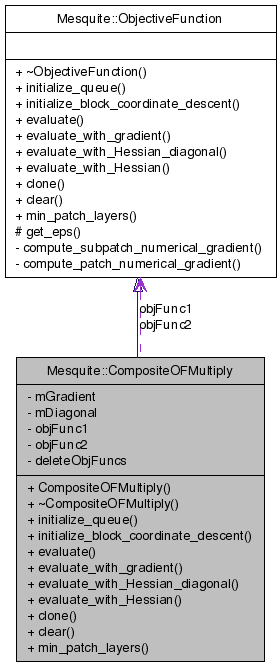 Mesquite::ObjectiveFunction
+ ~ObjectiveFunction()
+ initialize_queue()
+ initialize_block_coordinate_descent()
+ evaluate()
+ evaluate_with_gradient()
+ evaluate_with_Hessian_diagonal()
+ evaluate_with_Hessian()
+ clone()
+ clear()
+ min_patch_layers()
# get_eps()
- compute_subpatch_numerical_gradient()
- compute_patch_numerical_gradient()
objFunc1
objFunc2
Mesquite::CompositeOFMultiply
- mGradient
- mDiagonal
- objFunc1
- objFunc2
- deleteObjFuncs
+ CompositeOFMultiply()
+ ~CompositeOFMultiply()
+ initialize_queue()
+ initialize_block_coordinate_descent()
+ evaluate()
+ evaluate_with_gradient()
+ evaluate_with_Hessian_diagonal()
+ evaluate_with_Hessian()
+ clone()
+ clear()
+ min_patch_layers()